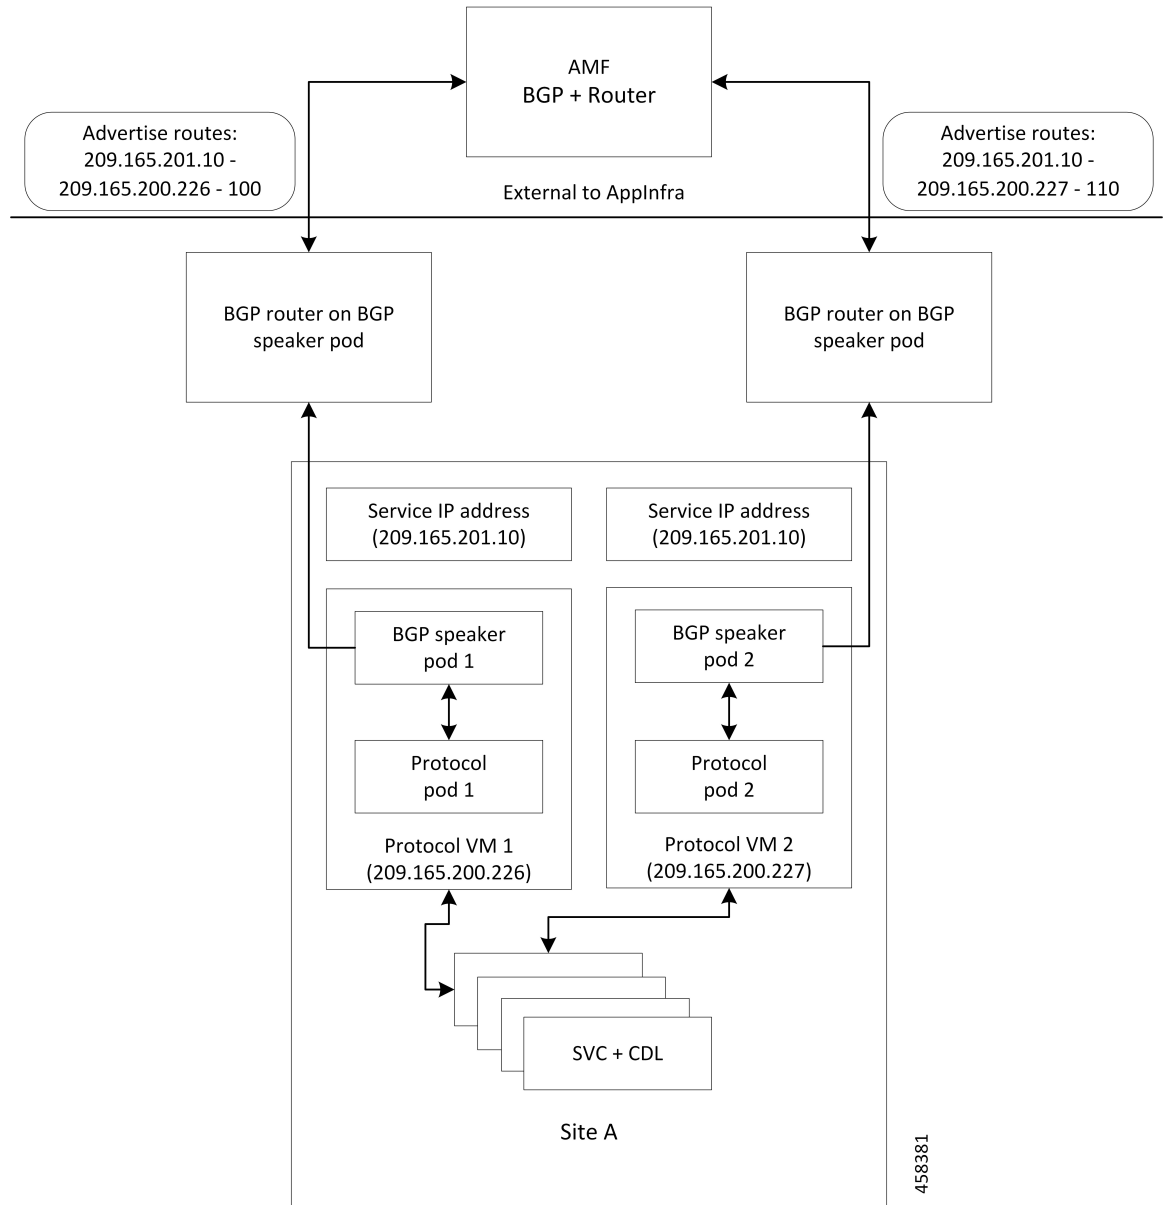 AMF
BGP + Router
Advertise routes:
209.165.201.10 -
209.165.200.226 - 100
Advertise routes:
209.165.201.10 -
209.165.200.227 - 110
External to AppInfra
BGP router on BGP
speaker pod
BGP router on BGP
speaker pod
Service IP address
(209.165.201.10)
Service IP address
(209.165.201.10)
BGP speaker
pod 1
BGP speaker
pod 2
Protocol
pod 1
Protocol
pod 2
Protocol VM 1
(209.165.200.226)
Protocol VM 2
(209.165.200.227)
SVC + CDL
Site A
458381